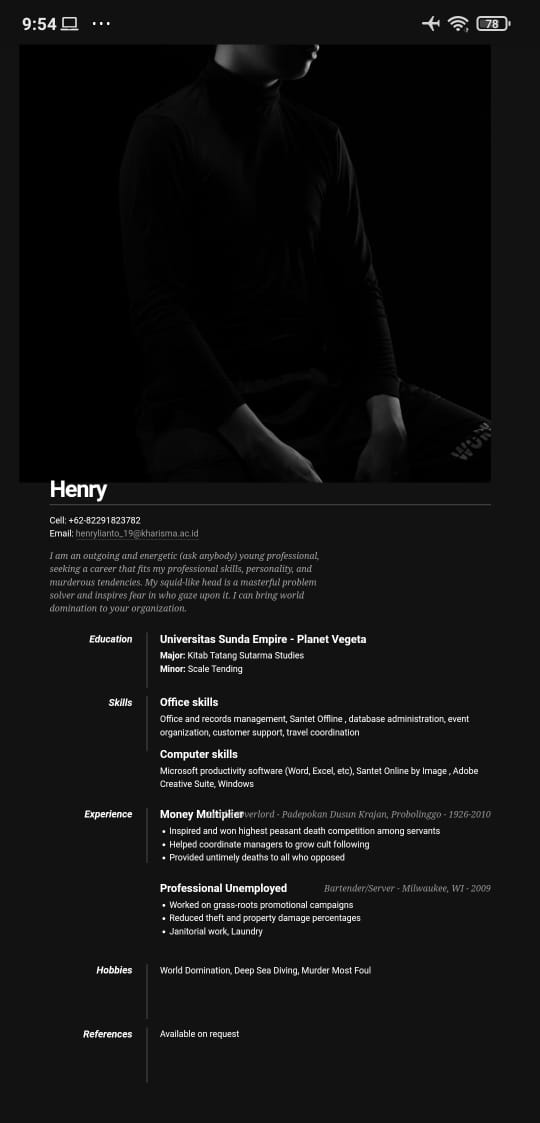 9:54
78
WORK
Henry
Cell: +62-82291823782
Email: henrylianto_19@kharisma.ac.id
I am an outgoing and energetic (ask anybody) young professional,
seeking a career that fits my professional skills, personality, and
murderous tendencies. My squid-like head is a masterful problem
solver and inspires fear in who gaze upon it. I can bring world
domination to your organization.
Education
Universitas Sunda Empire - Planet Vegeta
Major: Kitab Tatang Sutarma Studies
Minor: Scale Tending
Skills
Office skills
Office and records management, Santet Offline , database administration, event
organization, customer support, travel coordination
Computer skills
Microsoft productivity software (Word, Excel, etc), Santet Online by Image , Adobe
Creative Suite, Windows
Experience
Money Multiplier Overlord - Padepokan Dusun Krajan, Probolinggo - 1926-2010
• Inspired and won highest peasant death competition among servants
• Helped coordinate managers to grow cult following
• Provided untimely deaths to all who opposed
Professional Unemployed Bartender/Server - Milwaukee, WI - 2009
• Worked on grass-roots promotional campaigns
• Reduced theft and property damage percentages
• Janitorial work, Laundry
Hobbies
World Domination, Deep Sea Diving, Murder Most Foul
References
Available on request